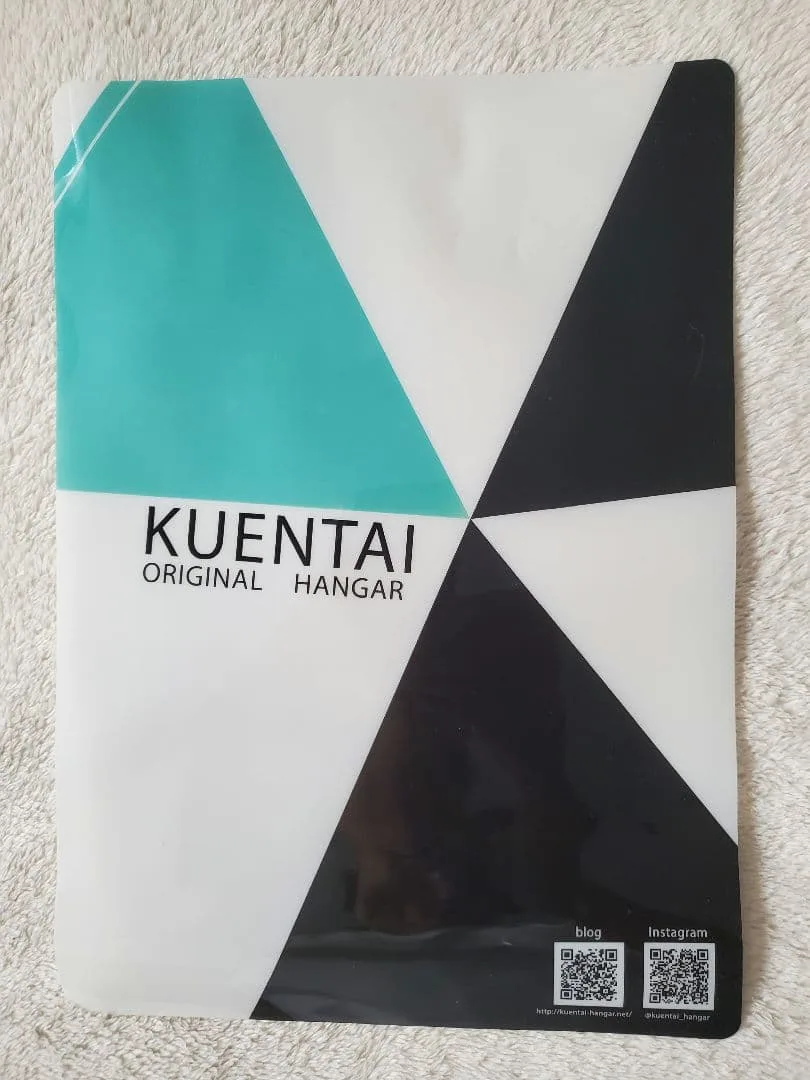 KUENTAI
ORIGINAL HANGAR
blog Instagram
http://kuentai-hangar.net/ @kuentai_hangar